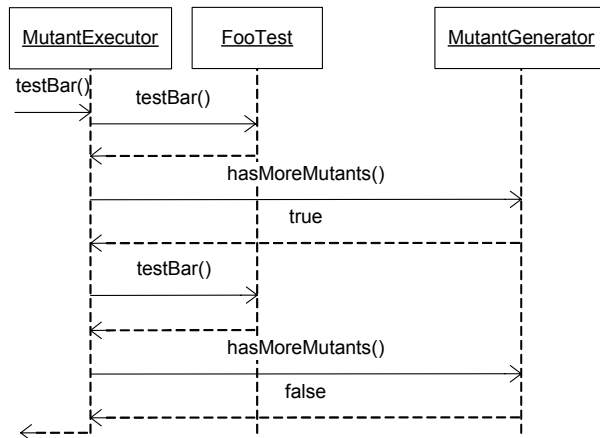 MutantExecutor
FooTest
MutantGenerator
testBar()
testBar()
hasMoreMutants()
true
testBar()
hasMoreMutants()
false